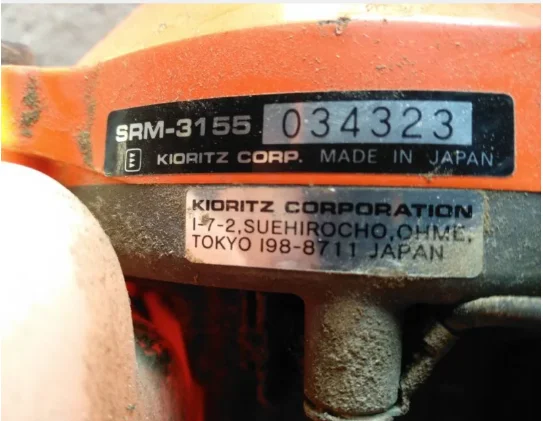 SRM-3155 034323
KIORITZ CORP. MADE IN JAPAN
KIORITZ CORPORATION
1-7-2,SUEHIROCHO,OHME,
TOKYO 198-8711 JAPAN